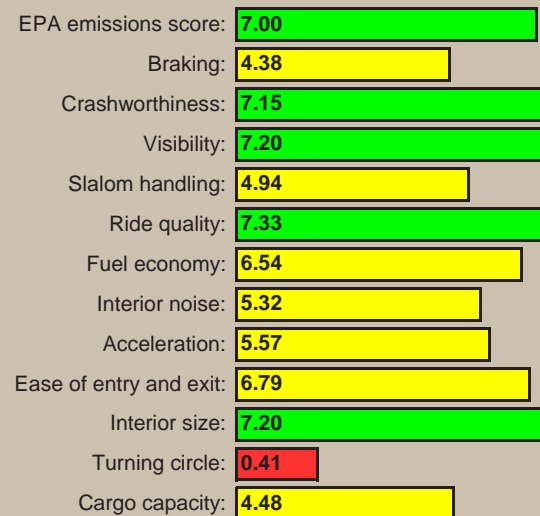 EPA emissions score: 7.00
Braking: 4.38
Crashworthiness: 7.15
Visibility: 7.20
Slalom handling: 4.94
Ride quality: 7.33
Fuel economy: 6.54
Interior noise: 5.32
Acceleration: 5.57
Ease of entry and exit: 6.79
Interior size: 7.20
Turning circle: 0.41
Cargo capacity: 4.48